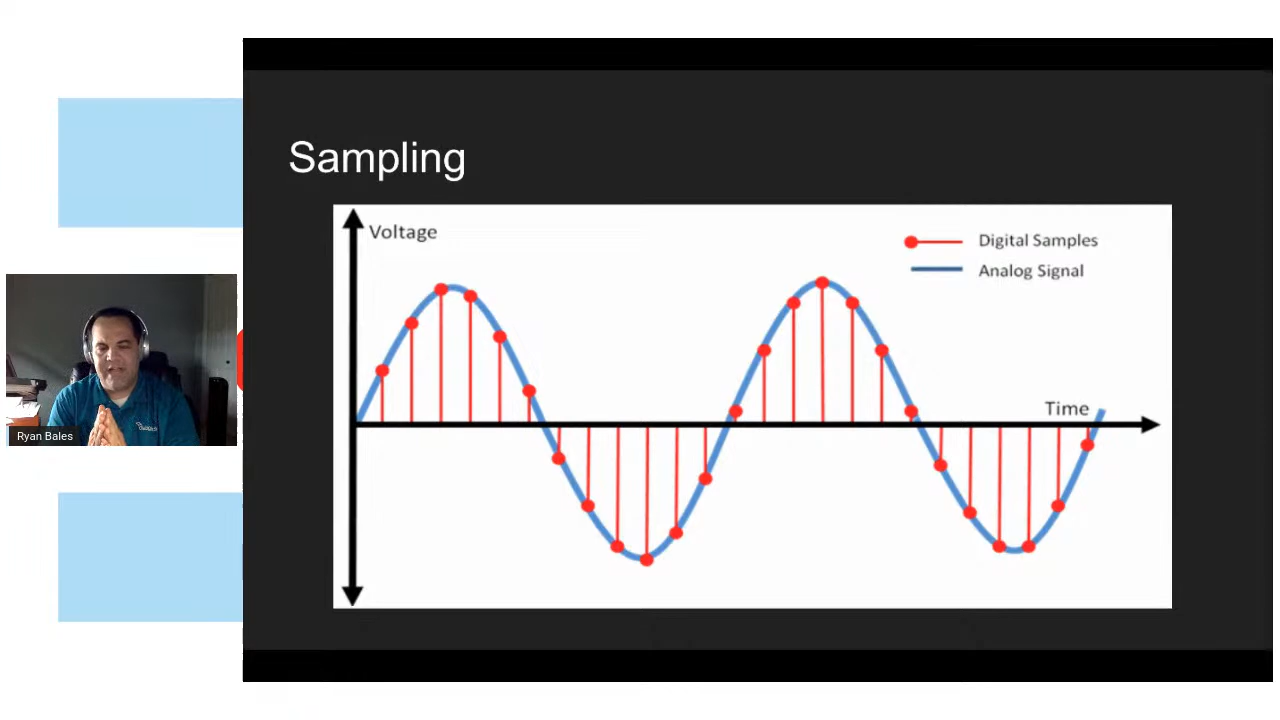 Sampling
Voltage
Digital Samples
Analog Signal
Time
Ryan Bales